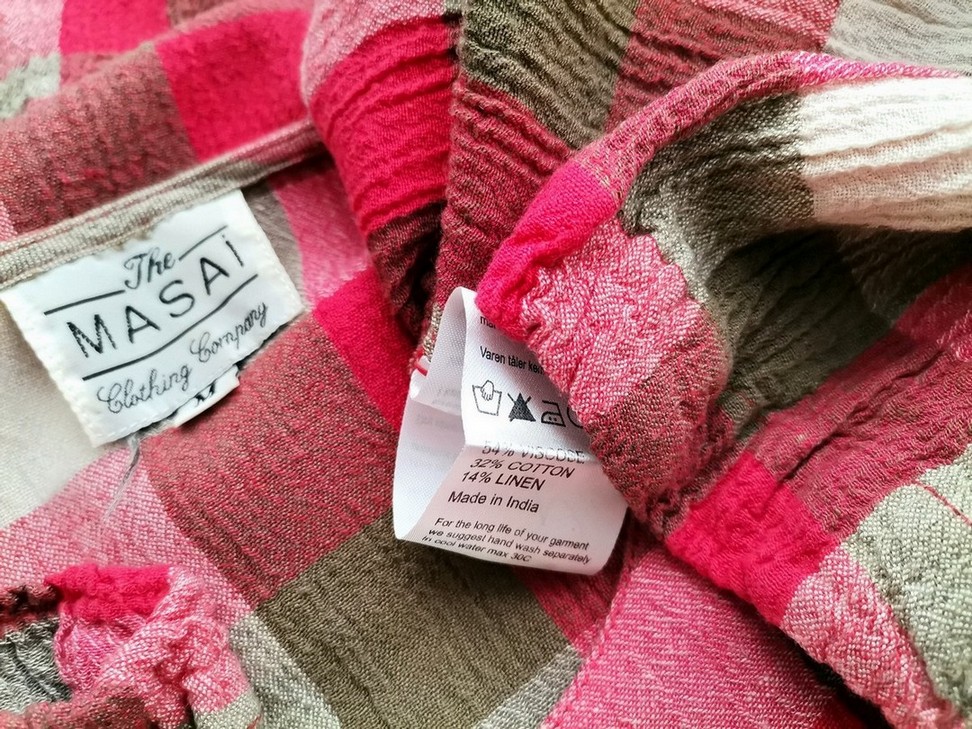 The
MASAI
Clothing Company
M
Varen tåler
54% VISCOSE
32% COTTON
14% LINEN
Made in India
For the long life of your garment
we suggest hand wash separately
in cool water max 30C